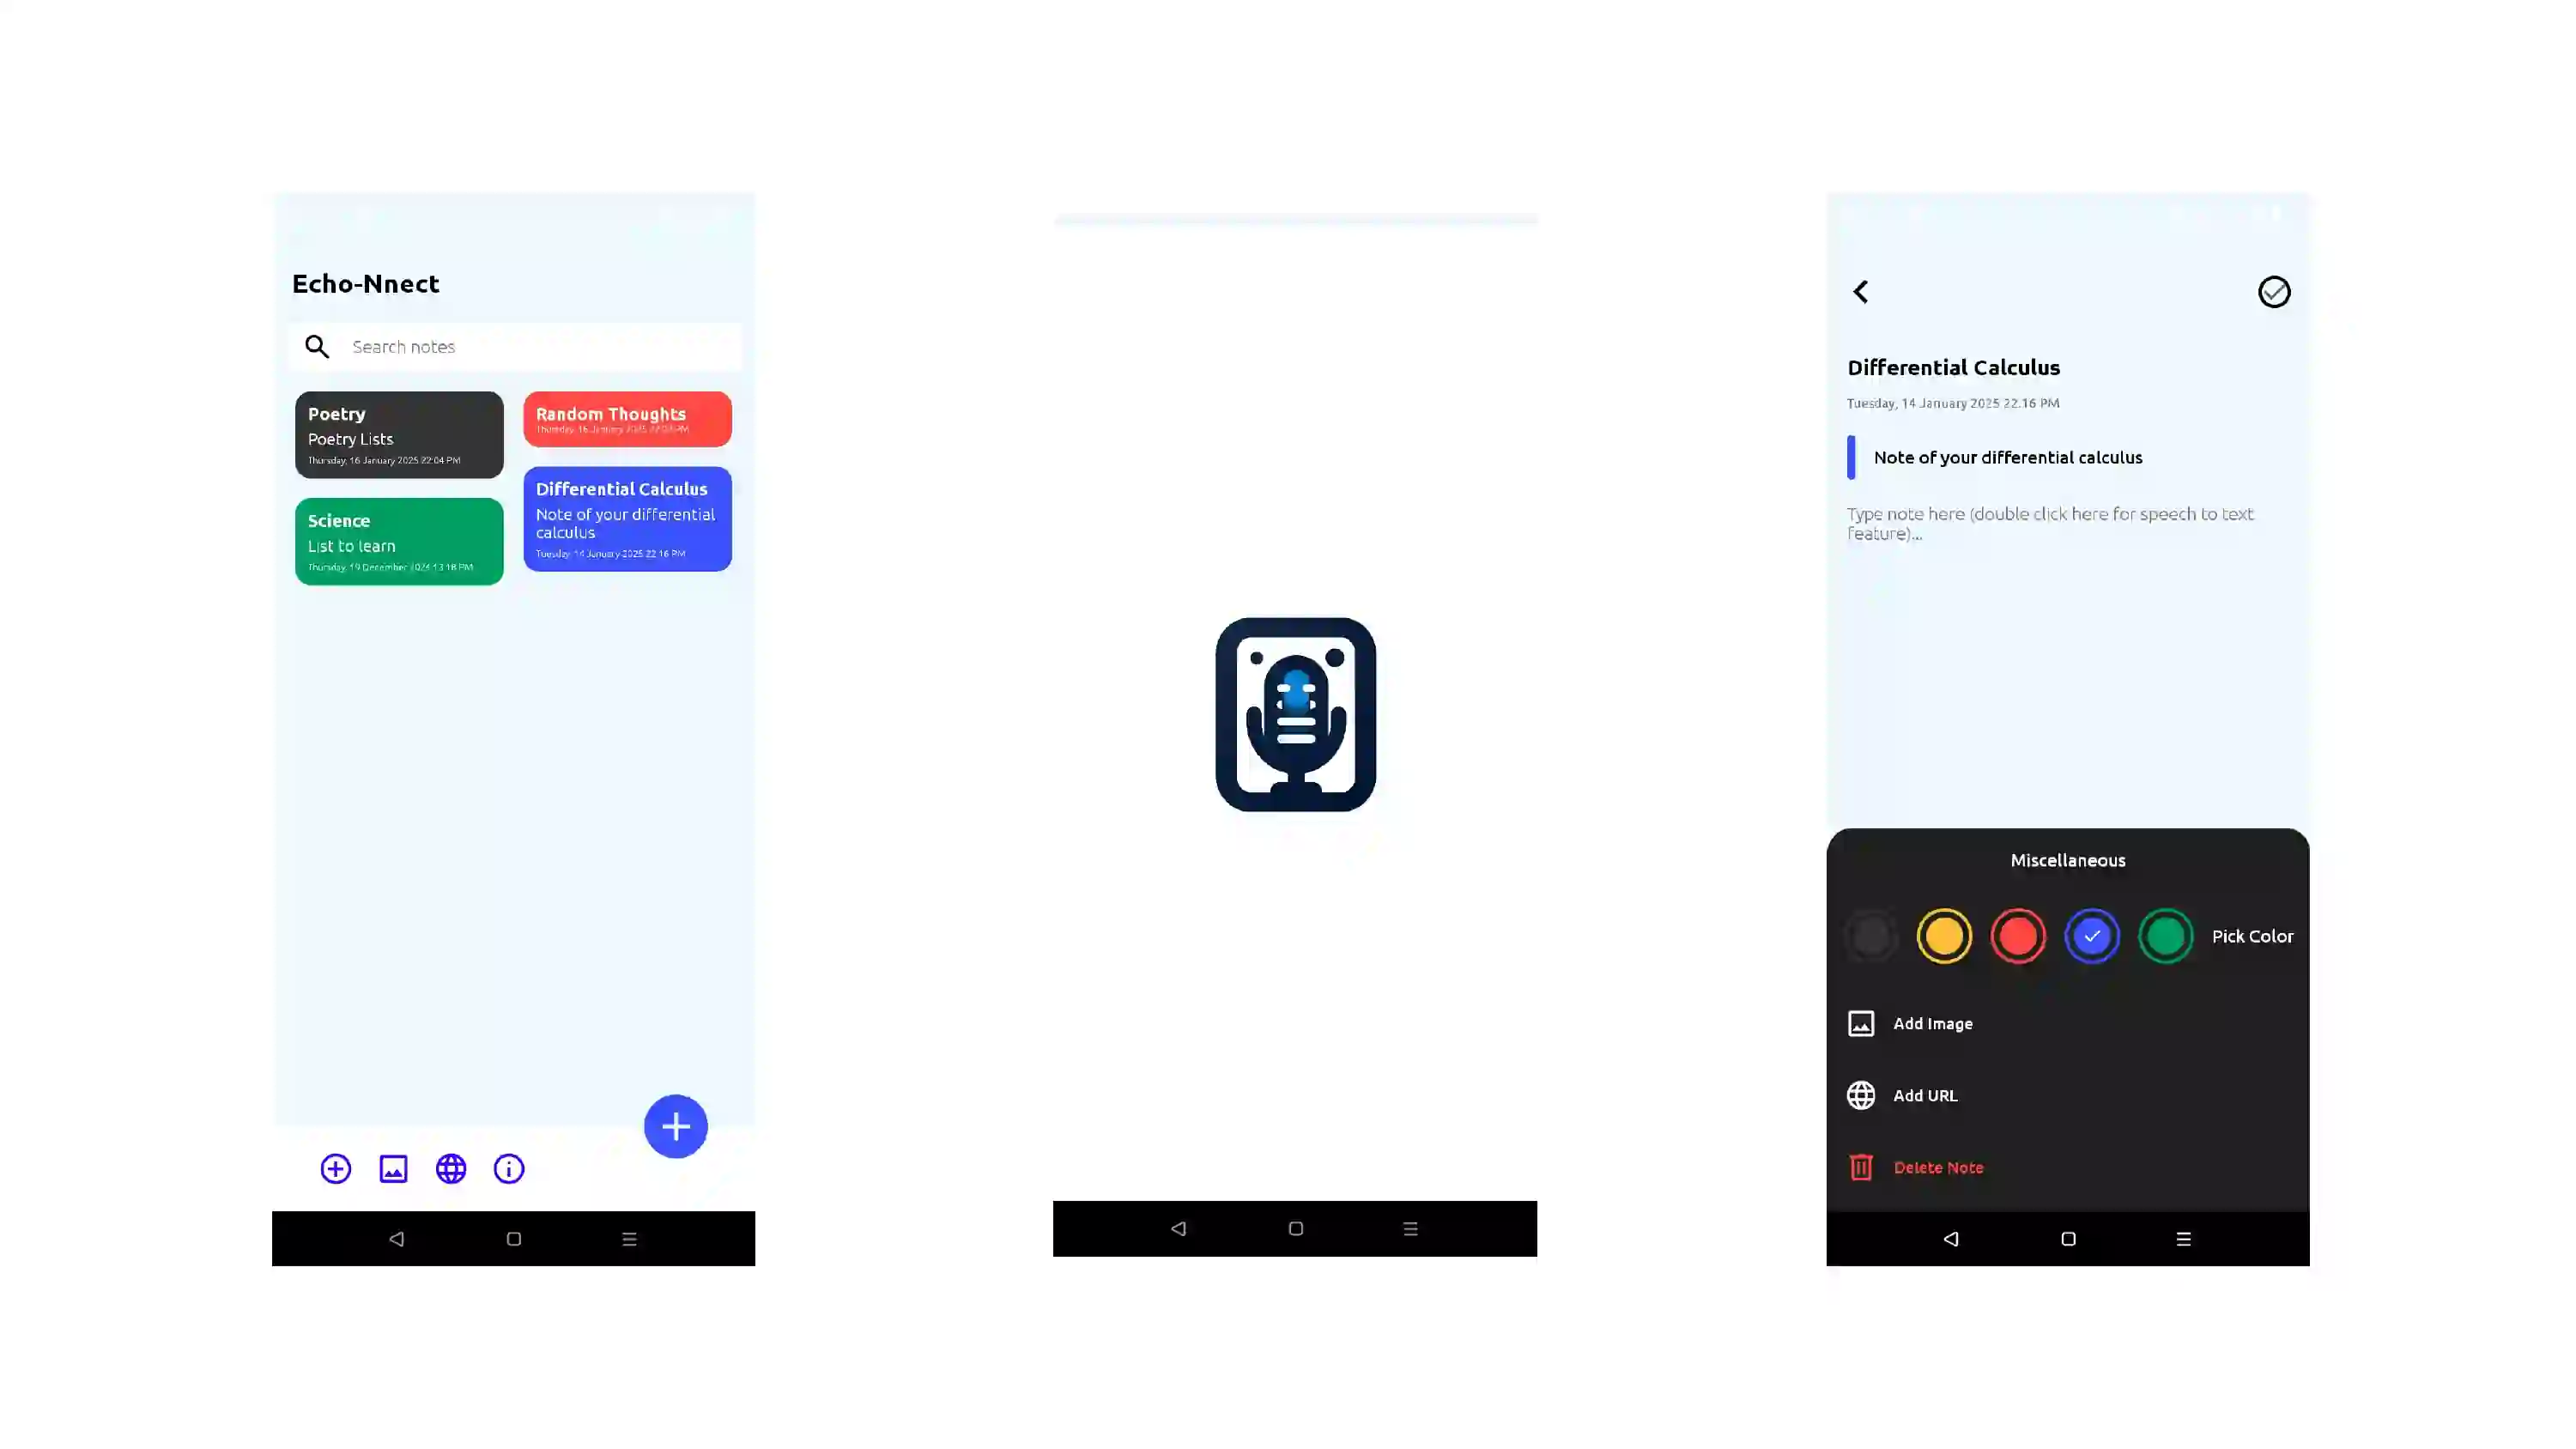 Echo-Nnect
Search notes
Poetry
Poetry Lists
Thursday, 16 January 2025 22:04 PM
Science
List to learn
Thursday, 19 December 2024 13:18 PM
Random Thoughts
Thursday, 16 January 2025 PM
Differential Calculus
Note of your differential
calculus
Tuesday, 14 January 2025 22.16 PM
Differential Calculus
Tuesday, 14 January 2025 22.16 PM
Note of your differential calculus
Type note here (double click here for speech to text
feature)...
Miscellaneous
Pick Color
Add Image
Add URL
Delete Note